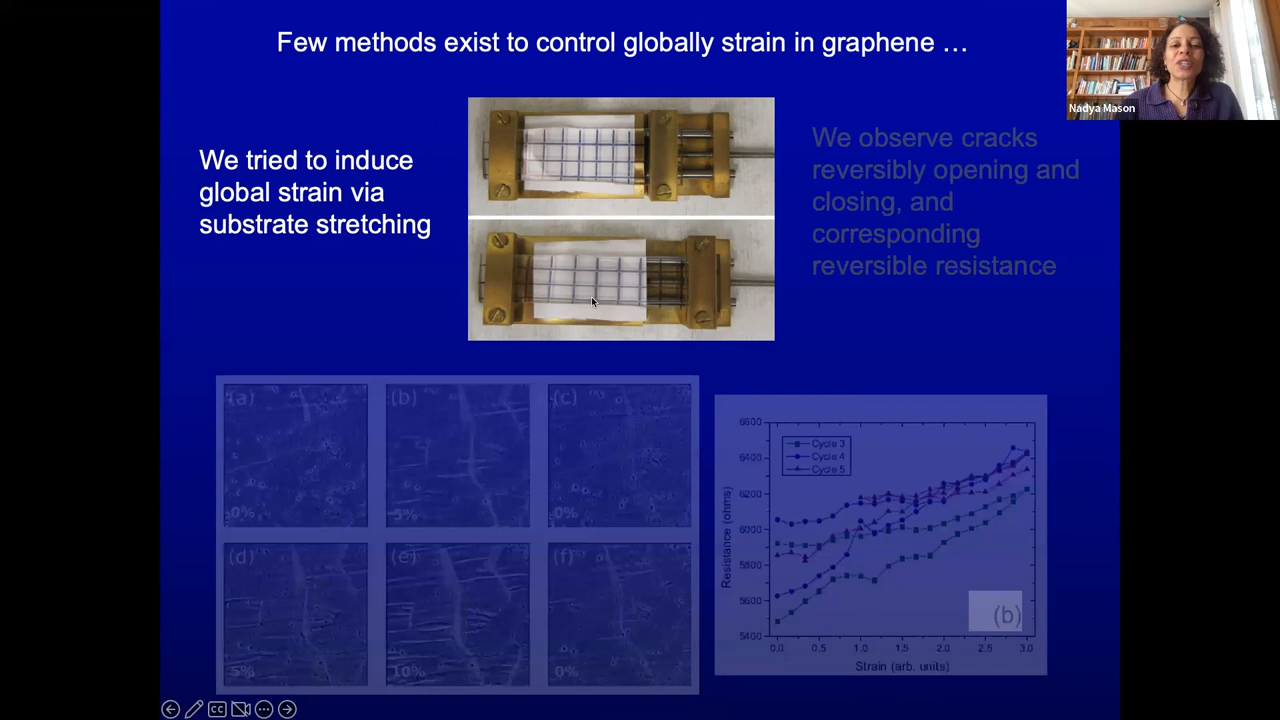 Few methods exist to control globally strain in graphene …
Nadya Mason
We tried to induce
global strain via
substrate stretching
We observe cracks
reversibly opening and
closing, and
corresponding
reversible resistance
(a)
0%
(b)
5%
(c)
0%
(d)
5%
(e)
10%
(f)
0%
Resistance (ohms)
6600
6400
6200
6000
5800
5600
5400
Cycle 3
Cycle 4
Cycle 5
(b)
0.0 0.5 1.0 1.5 2.0 2.5 3.0
Strain (arb. units)
CC